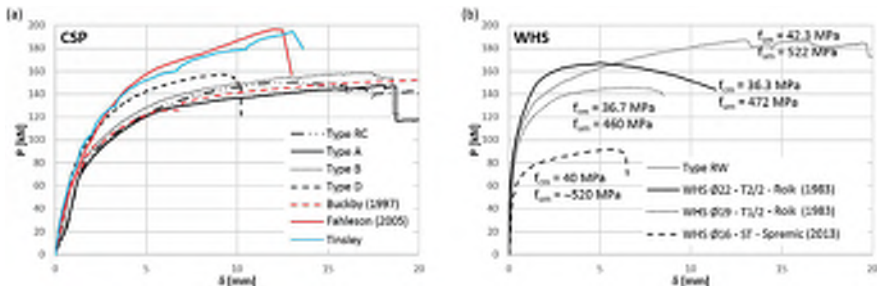 (a)
CSP
P [kN]
200
180
160
140
120
100
80
60
40
20
0
0
5
10
15
20
δ [mm]
Type RC
Type A
Type B
Type D
Buckby (1997)
Fahleson (2005)
Tinsley
(b)
WHS
P [kN]
200
180
160
140
120
100
80
60
40
20
0
0
5
10
15
20
δ [mm]
fcm = 42.3 MPa
fum = 522 MPa
fcm = 36.3 MPa
fum = 472 MPa
fcm = 36.7 MPa
fum = 460 MPa
fcm = 40 MPa
fum = ~520 MPa
Type RW
WHS Ø22 - T2/2 - Roik (1983)
WHS Ø19 - T1/2 - Roik (1983)
WHS Ø16 - ST - Spremic (2013)